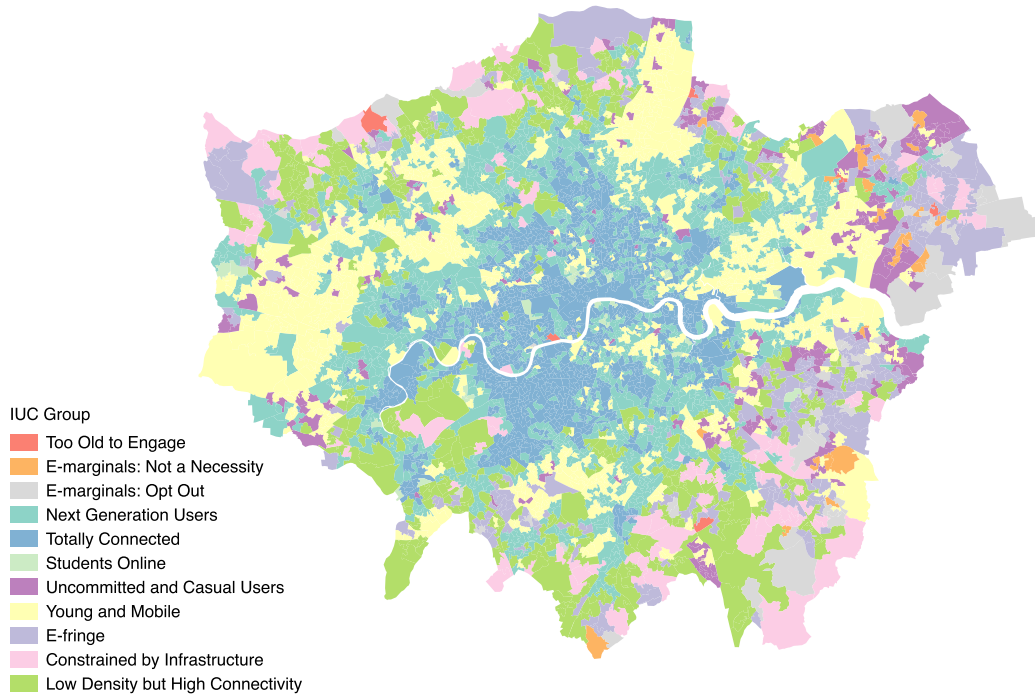 IUC Group
Too Old to Engage
E-marginals: Not a Necessity
E-marginals: Opt Out
Next Generation Users
Totally Connected
Students Online
Uncommitted and Casual Users
Young and Mobile
E-fringe
Constrained by Infrastructure
Low Density but High Connectivity